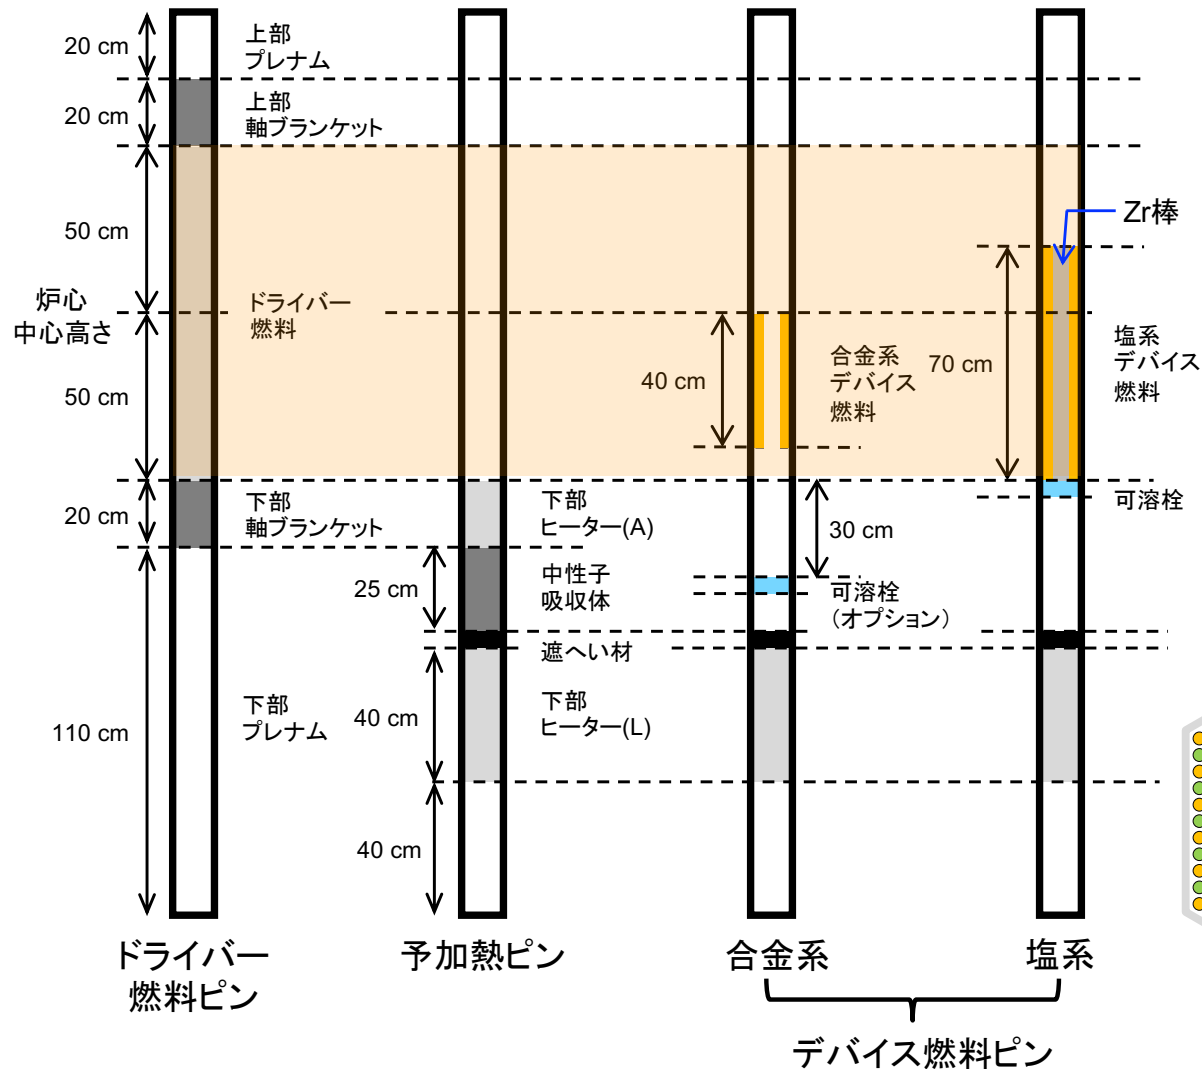 20 cm
上部
プレナム
20 cm
上部
軸ブランケット
50 cm
Zr棒
炉心
中心高さ
ドライバー
燃料
50 cm
40 cm
合金系
デバイス
燃料
70 cm
塩系
デバイス
燃料
20 cm
下部
軸ブランケット
下部
ヒーター(A)
30 cm
可溶栓
25 cm
中性子
吸収体
可溶栓
（オプション）
遮へい材
110 cm
下部
プレナム
40 cm
下部
ヒーター(L)
40 cm
ドライバー
燃料ピン
予加熱ピン
合金系
塩系
デバイス燃料ピン